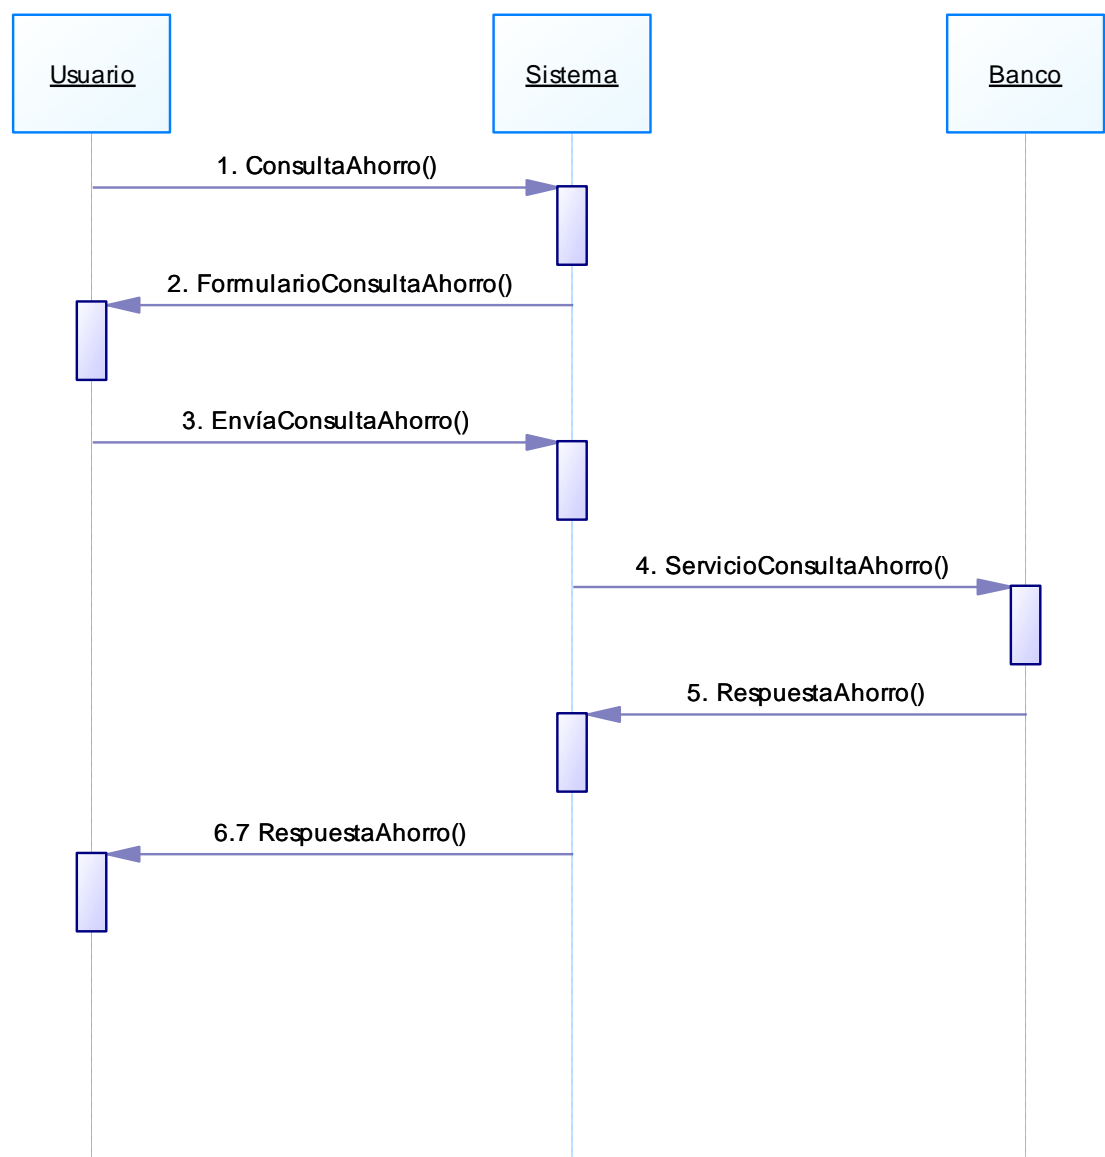 Usuario
Sistema
Banco
1. ConsultaAhorro()
2. FormularioConsultaAhorro()
3. EnvíaConsultaAhorro()
4. ServicioConsultaAhorro()
5. RespuestaAhorro()
6.7 RespuestaAhorro()